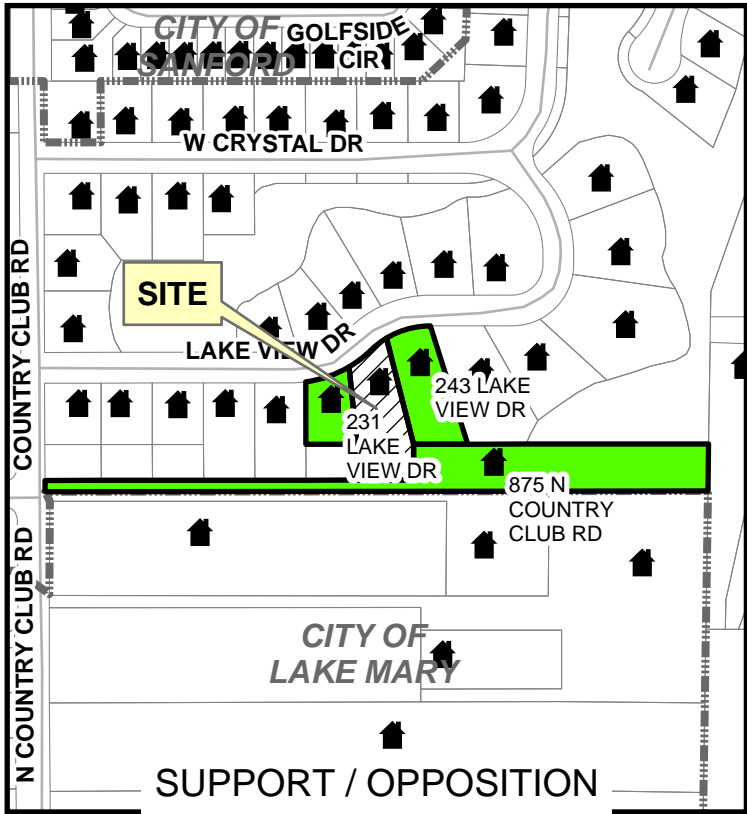 CITY OF
SANFORD
GOLFSIDE
CIR
W CRYSTAL DR
COUNTRY CLUB RD
SITE
LAKE VIEW DR
231
LAKE
VIEW DR
243 LAKE
VIEW DR
875 N
COUNTRY
CLUB RD
N COUNTRY CLUB RD
CITY OF
LAKE MARY
SUPPORT / OPPOSITION